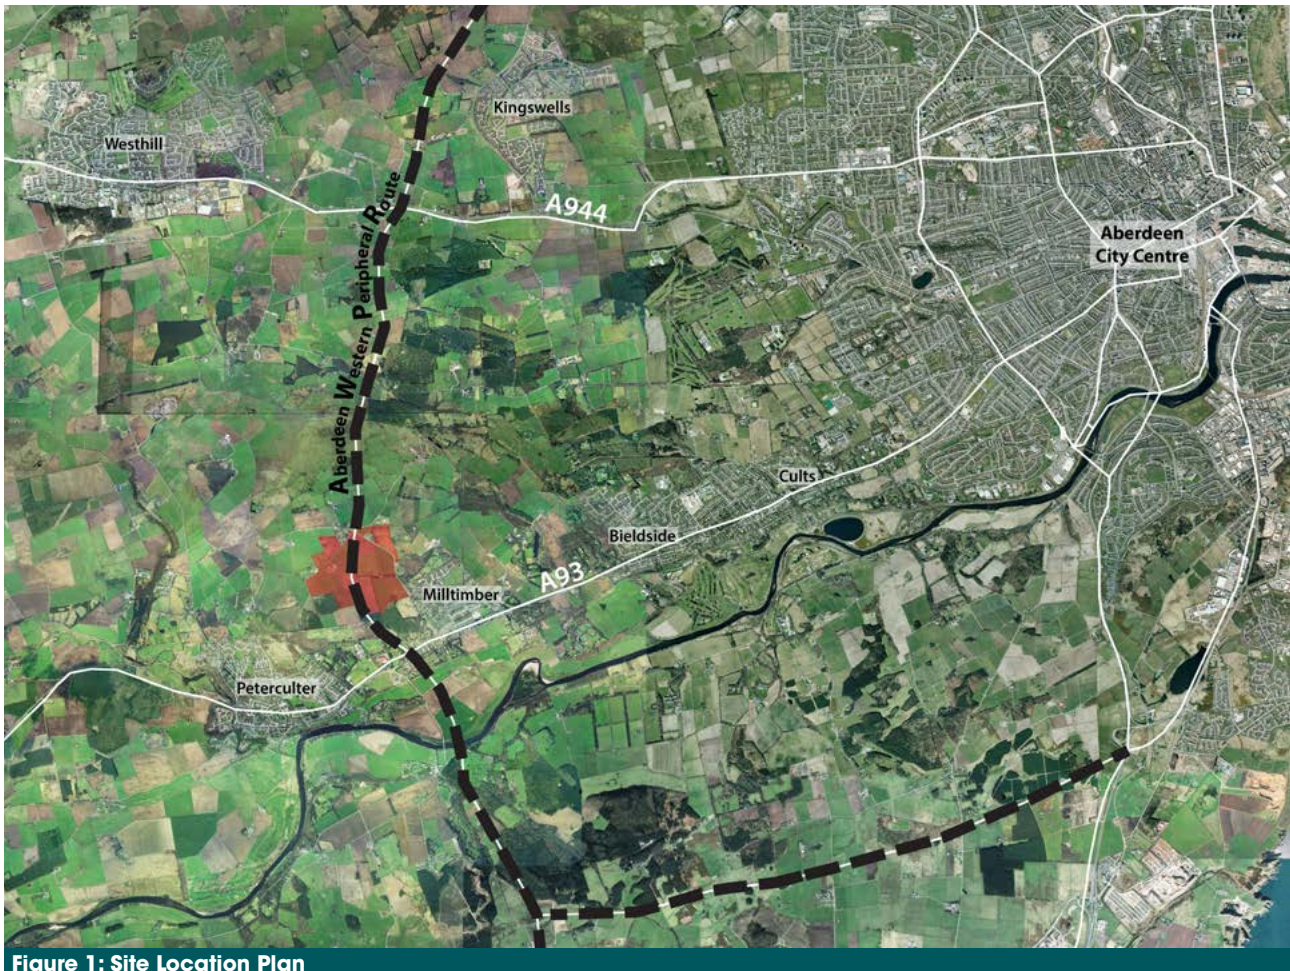 Kingswells
Westhill
A944
Aberdeen
City Centre
Aberdeen Western Peripheral Route
Cults
Bieldside
A93
Milltimber
Peterculter
Figure 1: Site Location Plan